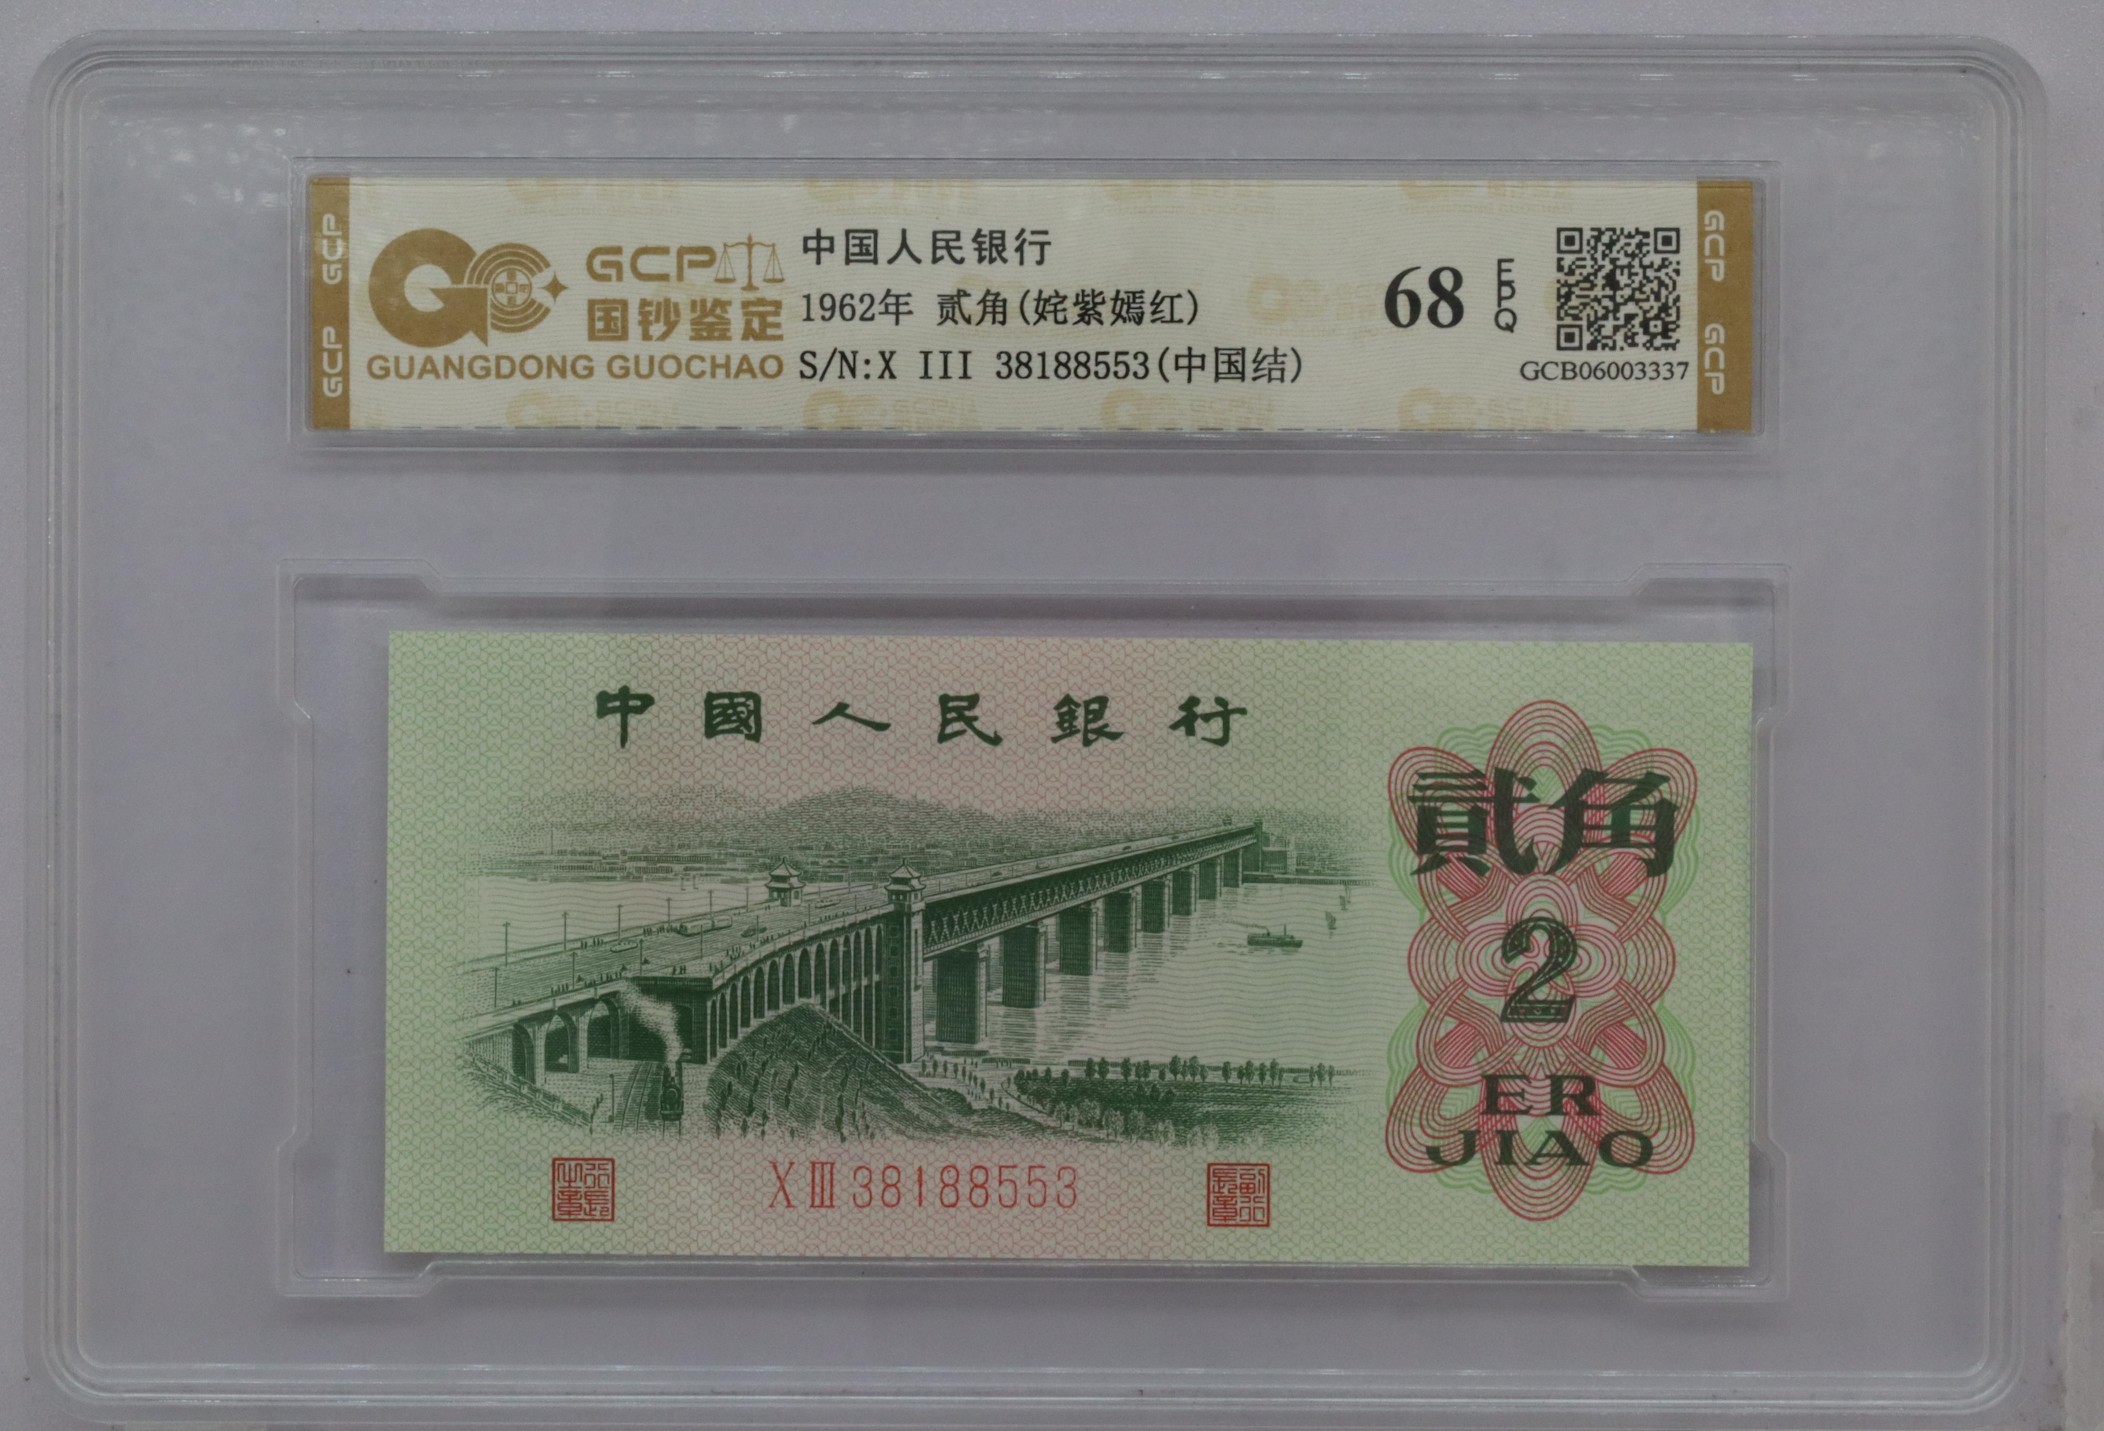 GCP
GCP
GCP
国钞鉴定
GUANGDONG GUOCHAO
中国人民银行
1962年 贰角(姹紫嫣红)
S/N:X III 38188553(中国结)
68
EPQ
GCB06003337
GCP
GCP
中國人民銀行
貳角
2
ER
JIAO
X III 38188553